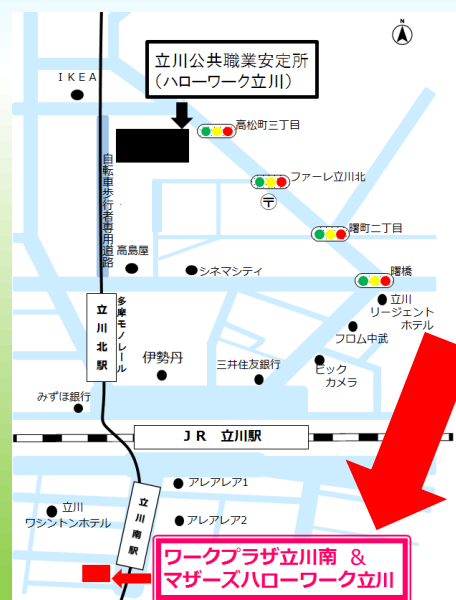 N
立川公共職業安定所
（ハローワーク立川）
IKEA
高松町三丁目
自転車歩行者専用道路
ファーレ立川北
〒
曙町二丁目
高島屋
シネマシティ
曙橋
立川
リージェント
ホテル
多摩モノレール
立川北駅
フロム中武
伊勢丹
三井住友銀行
ビック
カメラ
みずほ銀行
JR 立川駅
アレアレア1
立川
ワシントンホテル
アレアレア2
立川南駅
ワークプラザ立川南 &
マザーズハローワーク立川